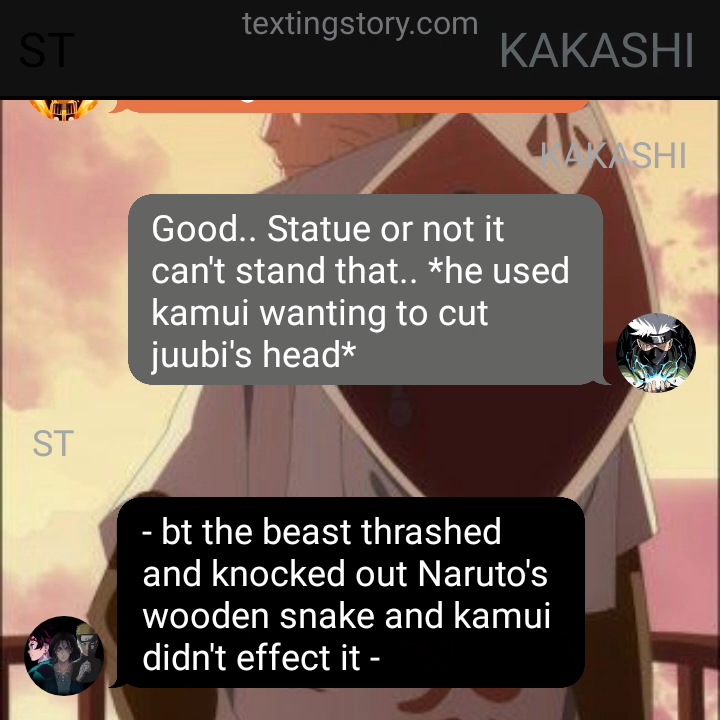 textingstory.com
ST
KAKASHI
KAKASHI
Good.. Statue or not it
can't stand that.. *he used
kamui wanting to cut
juubi's head*
ST
- bt the beast thrashed
and knocked out Naruto's
wooden snake and kamui
didn't effect it -